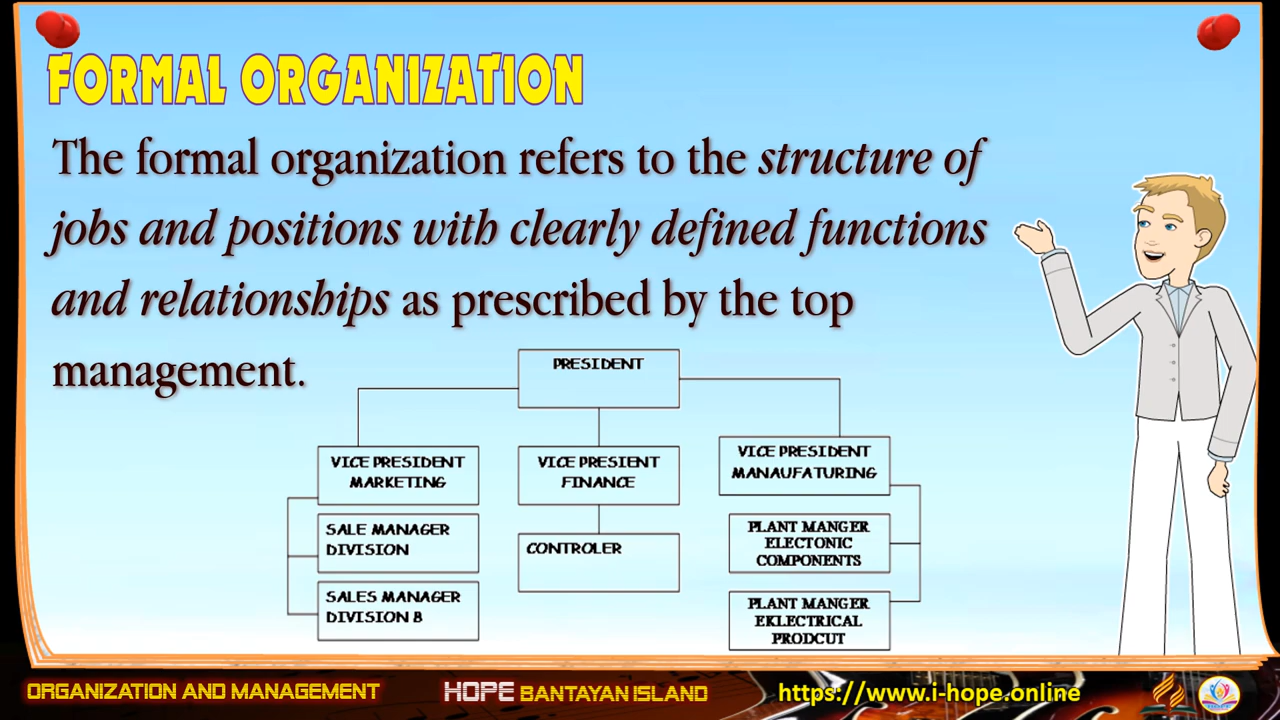 FORMAL ORGANIZATION
The formal organization refers to the structure of
jobs and positions with clearly defined functions
and relationships as prescribed by the top
management.
PRESIDENT
VICE PRESIDENT
MARKETING
VICE PRESIENT
FINANCE
VICE PRESIDENT
MANAUFATURING
SALE MANAGER
DIVISION
CONTROLER
PLANT MANGER
ELECTONIC
COMPONENTS
SALES MANAGER
DIVISION B
PLANT MANGER
EKLECTRICAL
PRODCUT
ORGANIZATION AND MANAGEMENT
HOPE BANTAYAN ISLAND
https://www.i-hope.online